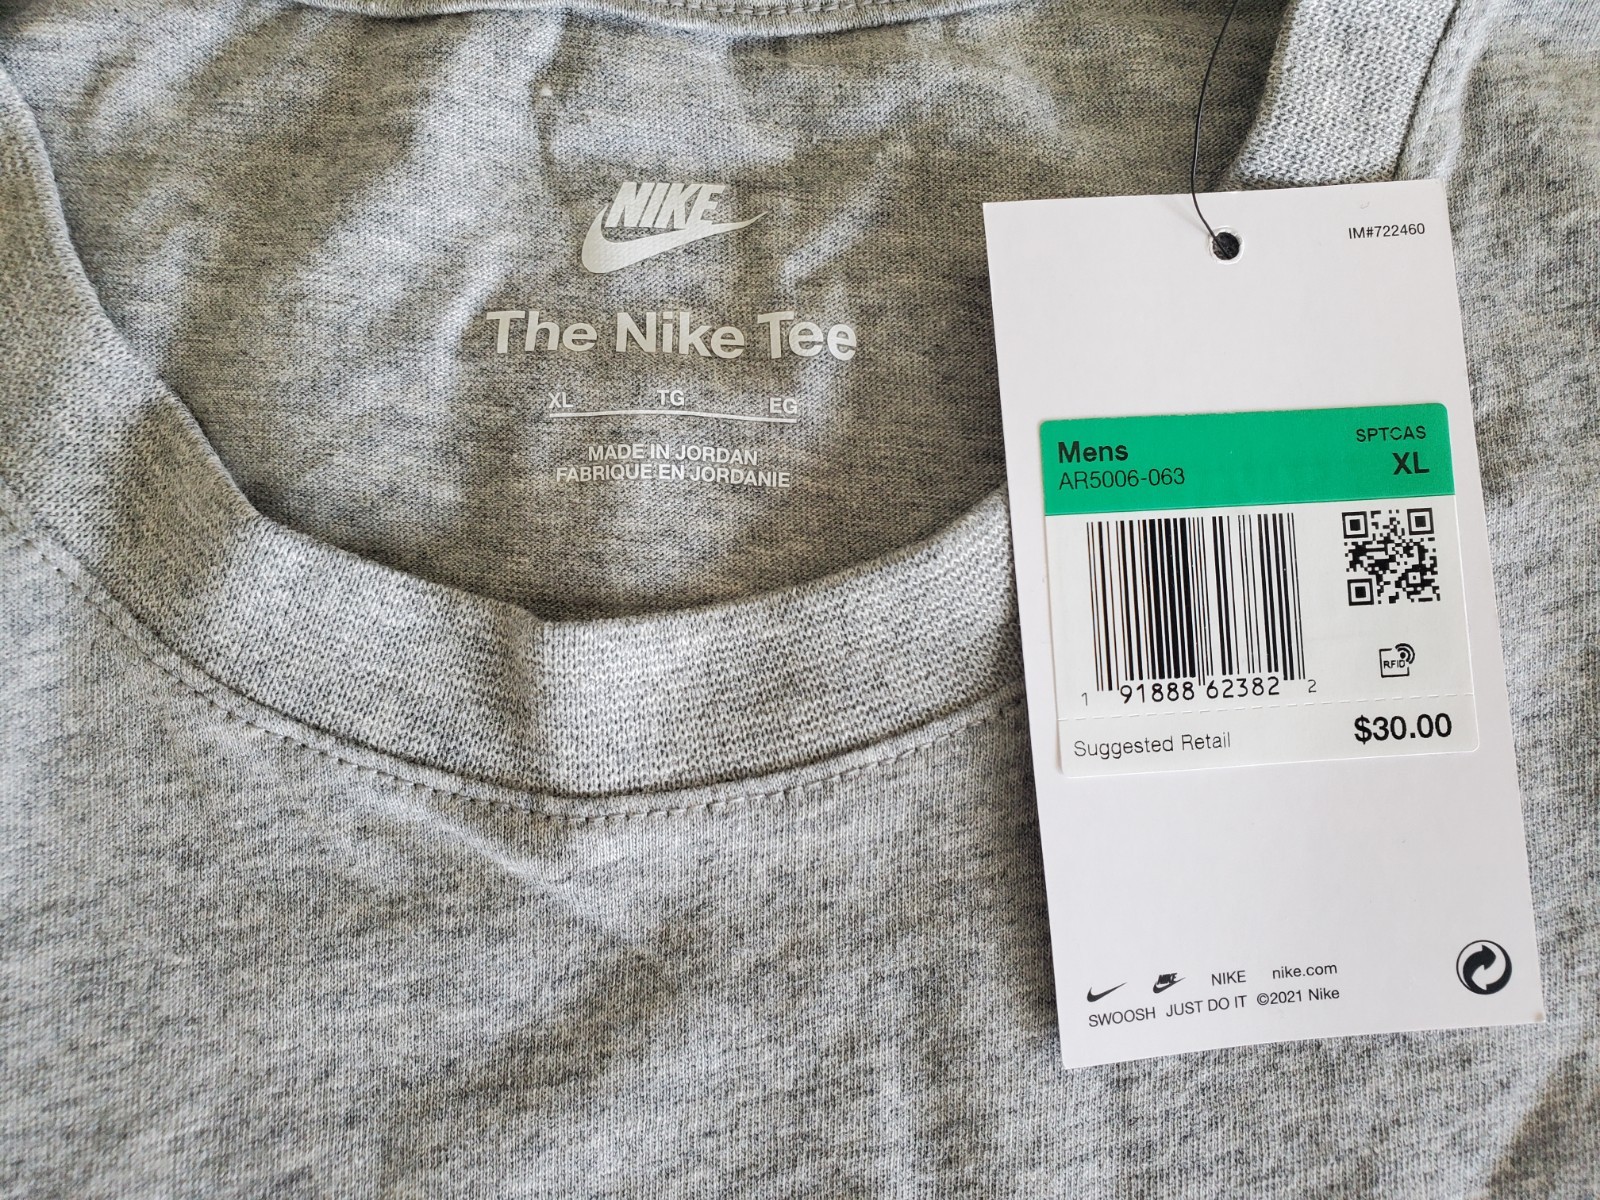 NIKE
The Nike Tee
XL TG EG
MADE IN JORDAN
FABRIQUE EN JORDANIE
IM#722460
Mens SPTCAS
AR5006-063 XL
RFID
1 91888 62382 2
Suggested Retail $30.00
NIKE NIKE nike.com
SWOOSH JUST DO IT ©2021 Nike